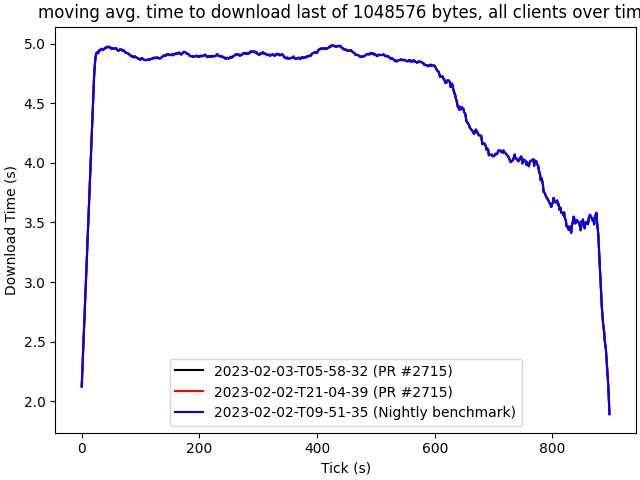 moving avg. time to download last of 1048576 bytes, all clients over tim
5.0
4.5
4.0
3.5
3.0
2.5
2.0
Download Time (s)
2023-02-03-T05-58-32 (PR #2715)
2023-02-02-T21-04-39 (PR #2715)
2023-02-02-T09-51-35 (Nightly benchmark)
0 200 400 600 800
Tick (s)